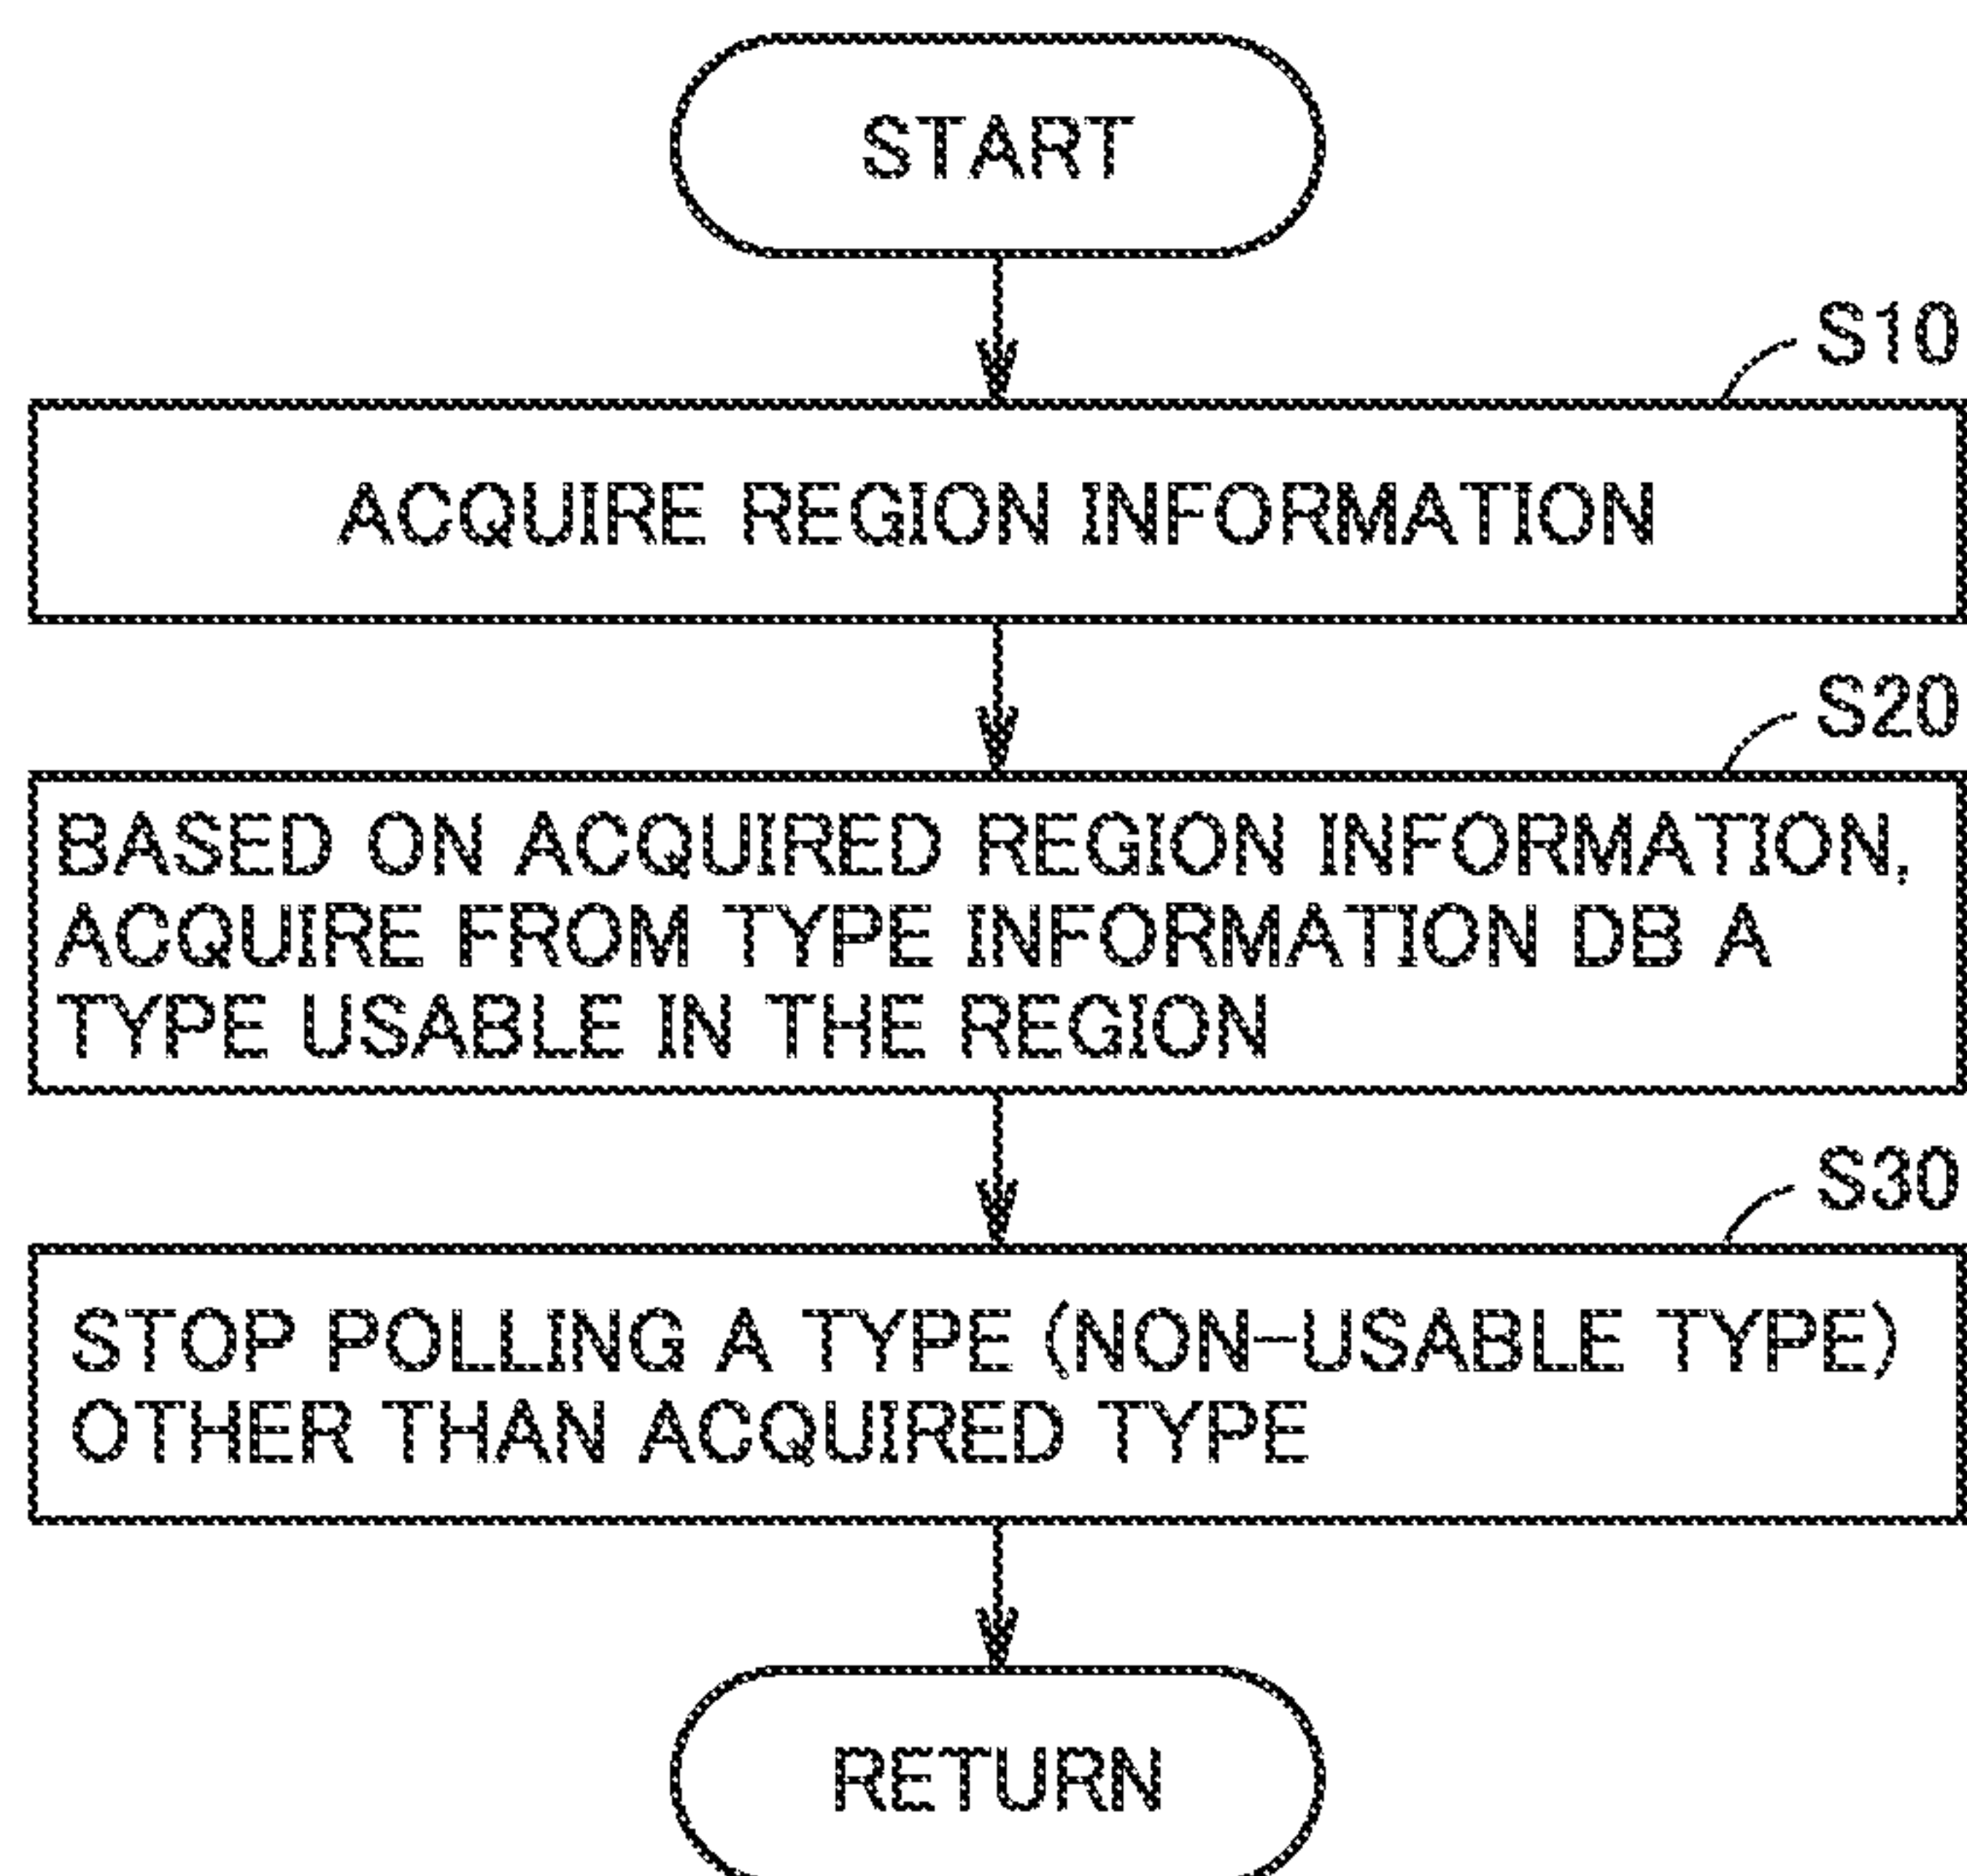 START
S10
ACQUIRE REGION INFORMATION
S20
BASED ON ACQUIRED REGION INFORMATION,
ACQUIRE FROM TYPE INFORMATION DB A
TYPE USABLE IN THE REGION
S30
STOP POLLING A TYPE (NON-USABLE TYPE)
OTHER THAN ACQUIRED TYPE
RETURN